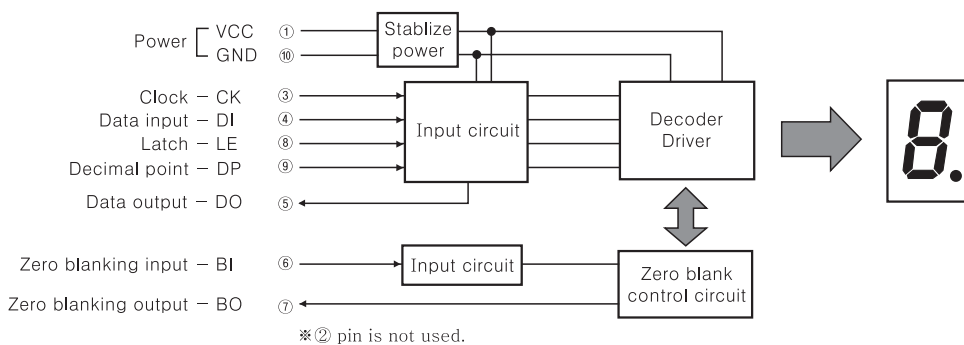 Power
VCC ①
GND ⑩
Stablize
power
Clock – CK ③
Data input – DI ④
Latch – LE ⑧
Decimal point – DP ⑨
Data output – DO ⑤
Input circuit
Decoder
Driver
8.
Zero blanking input – BI ⑥
Input circuit
Zero blank
control circuit
Zero blanking output – BO ⑦
※② pin is not used.